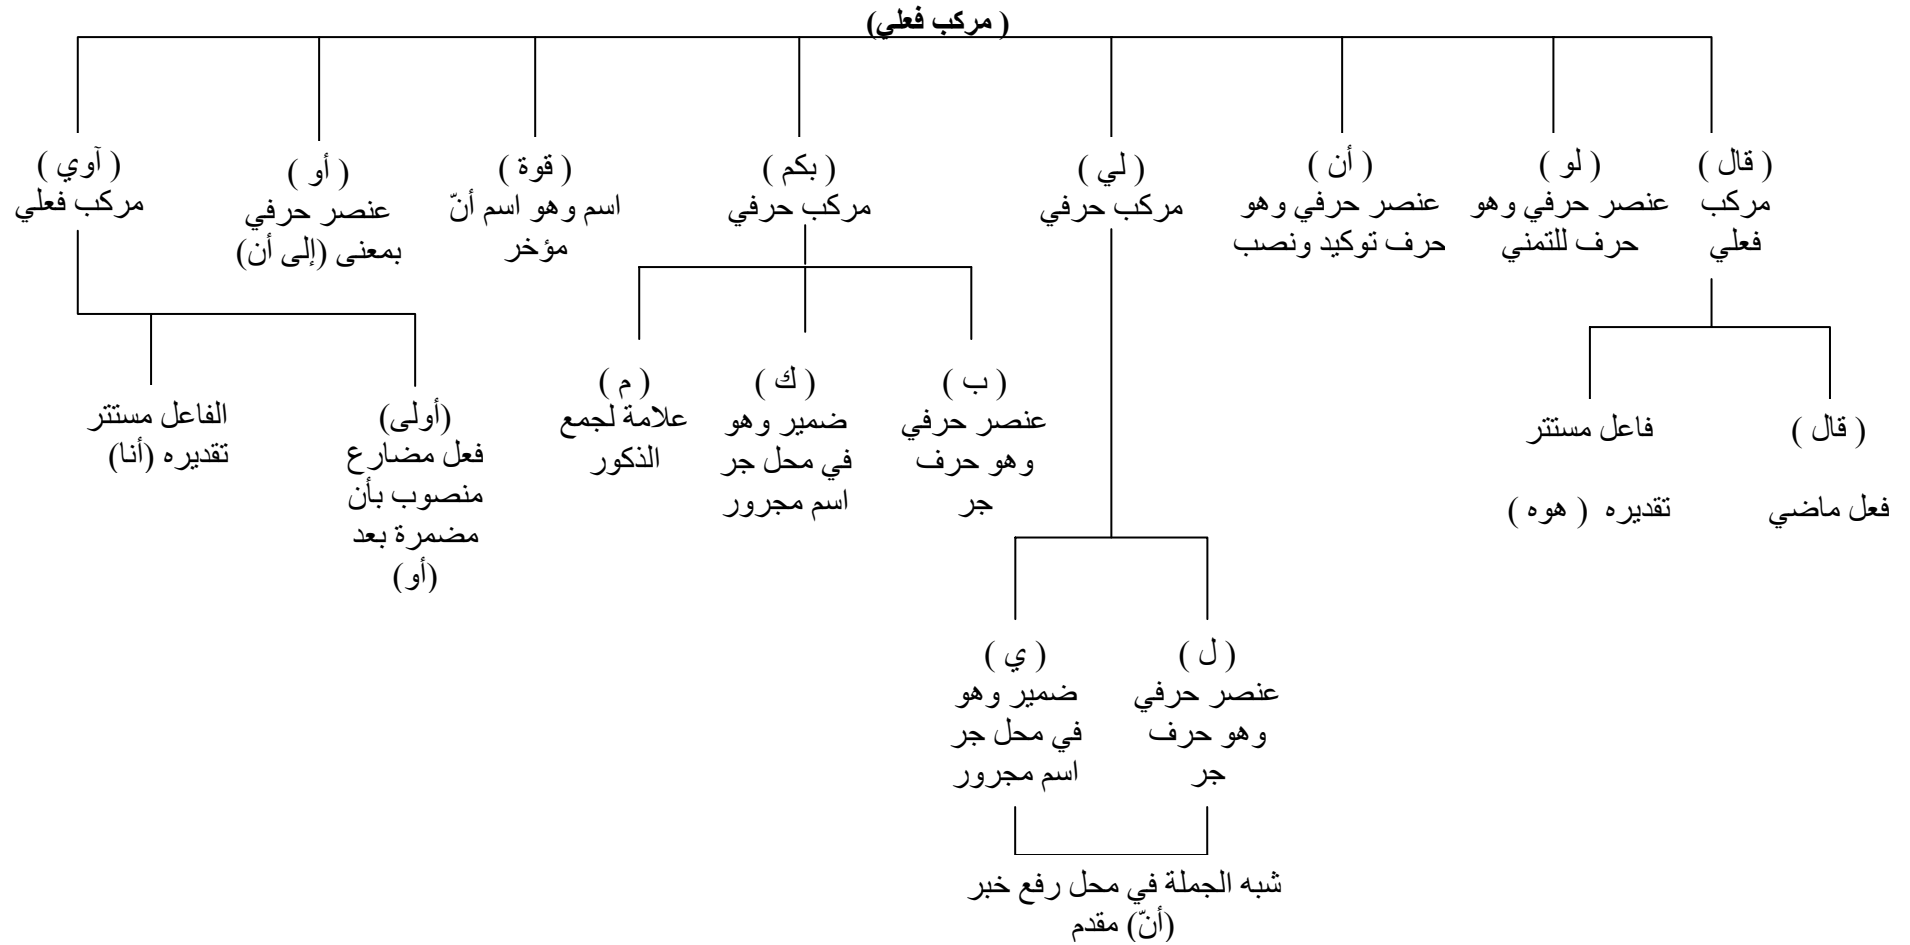 ( مركب فعلي)
( قال )
مركب
فعلي
( لو )
عنصر حرفي وهو
حرف للتمني
( أن )
عنصر حرفي وهو
حرف توكيد ونصب
( لي )
مركب حرفي
( بكم )
مركب حرفي
( قوة )
اسم وهو اسم أنّ
مؤخر
( أو )
عنصر حرفي
بمعنى (إلى أن)
( آوي )
مركب فعلي
( قال )
فعل ماضي
فاعل مستتر
تقديره ( هوه )
( ب )
عنصر حرفي
وهو حرف
جر
( ك )
ضمير وهو
في محل جر
اسم مجرور
( م )
علامة لجمع
الذكور
(أولى)
فعل مضارع
منصوب بأن
مضمرة بعد
(أو)
الفاعل مستتر
تقديره (أنا)
( ل )
عنصر حرفي
وهو حرف
جر
( ي )
ضمير وهو
في محل جر
اسم مجرور
شبه الجملة في محل رفع خبر
(أنّ) مقدم